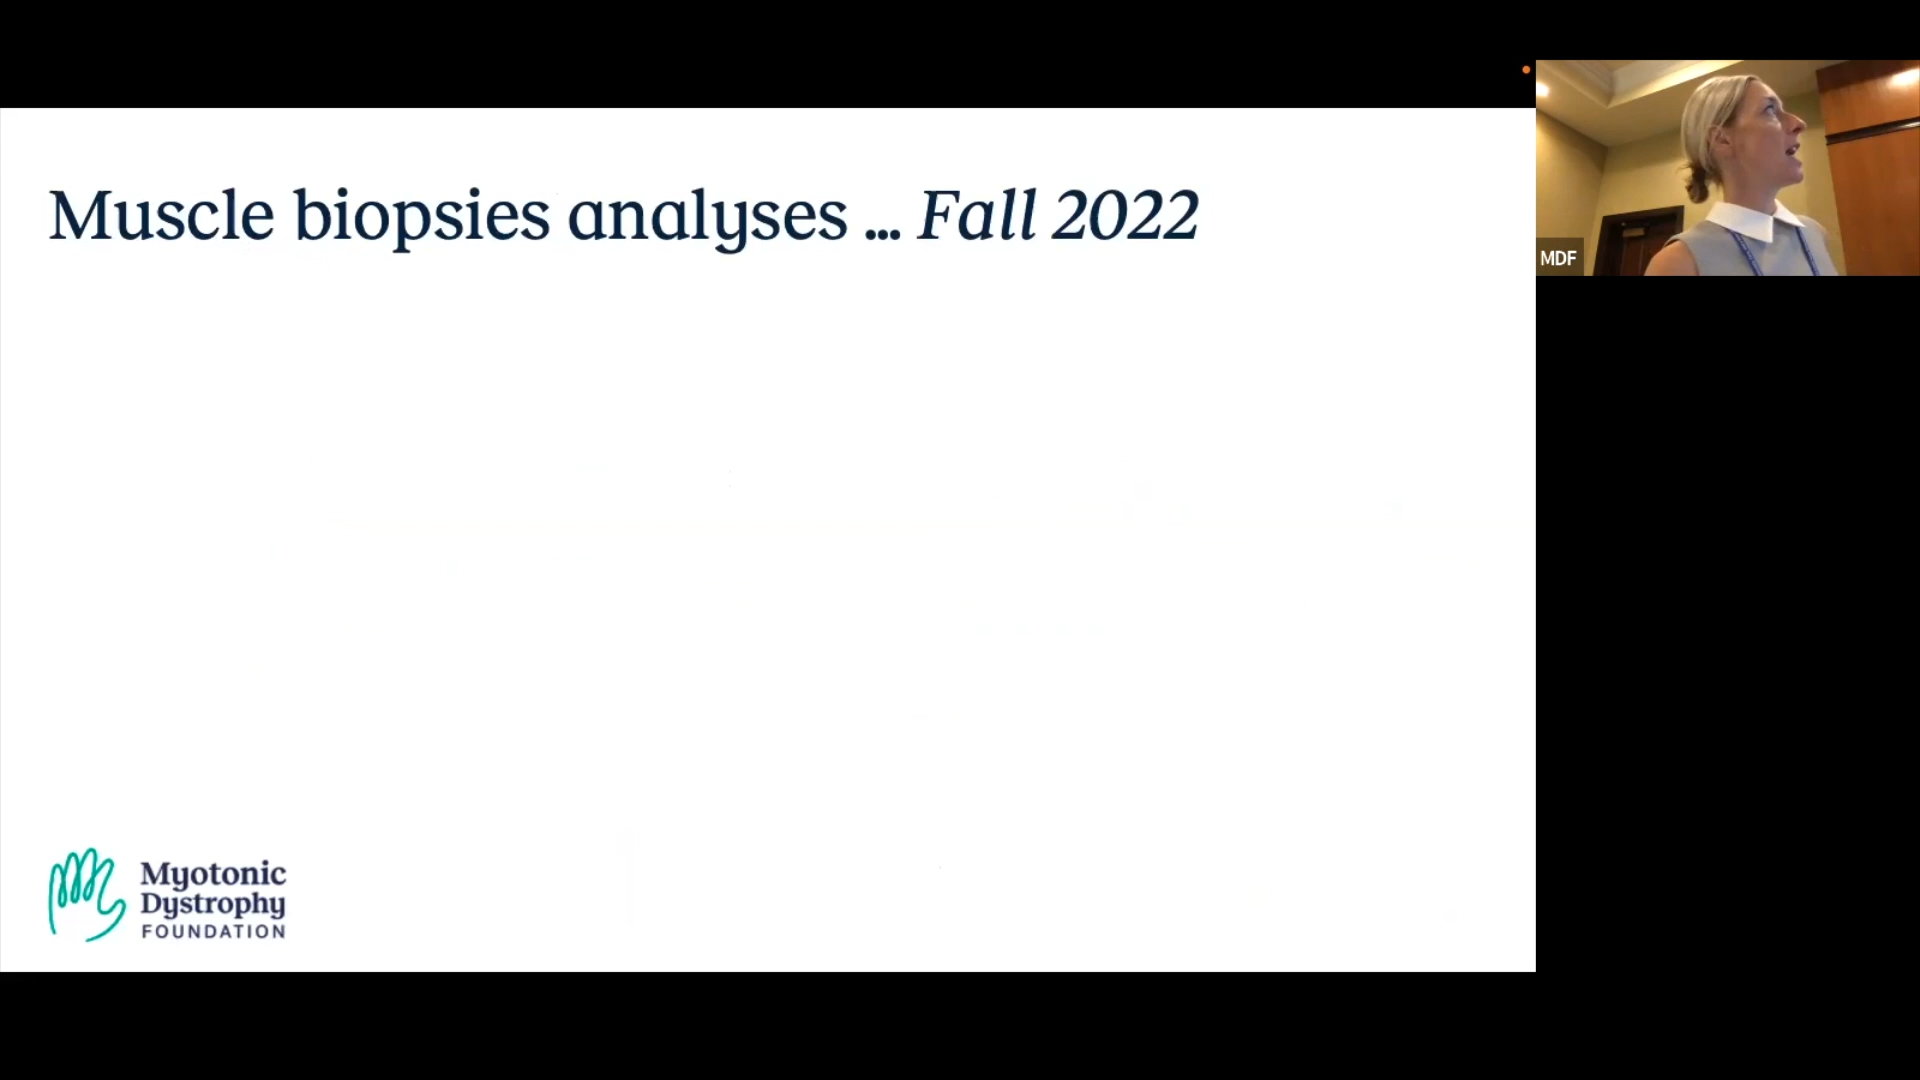 Muscle biopsies analyses ... Fall 2022
MDF
Myotonic
Dystrophy
FOUNDATION